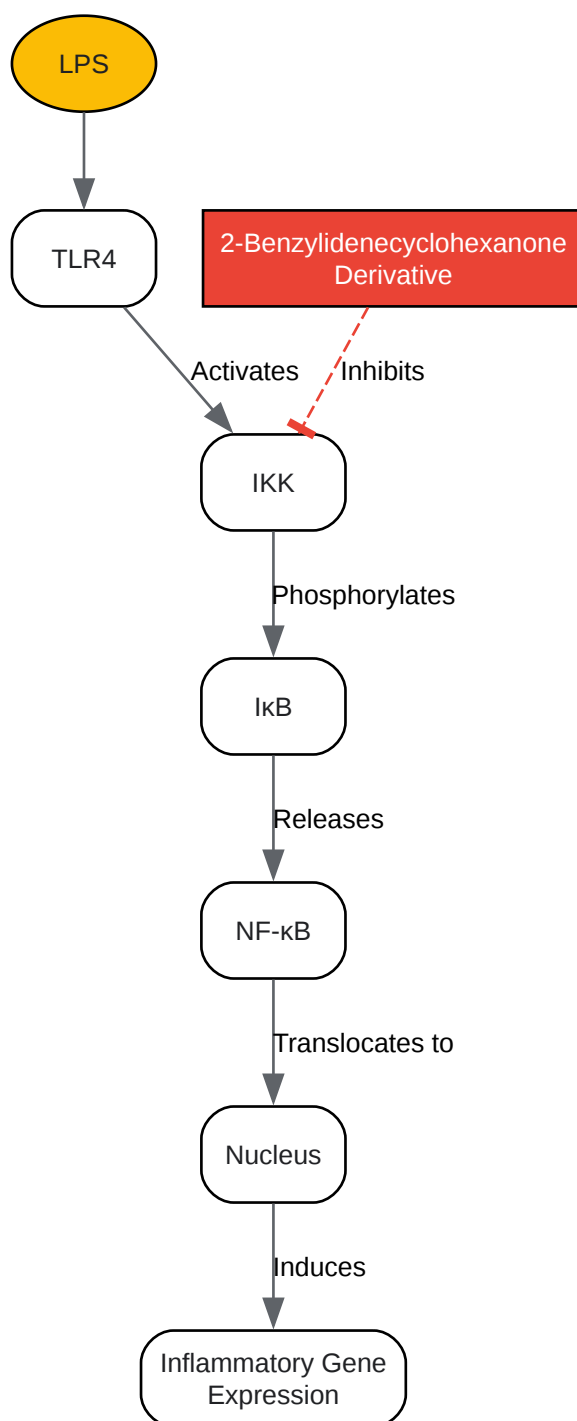 LPS
TLR4
2-Benzylidenecyclohexanone
Derivative
Activates
Inhibits
IKK
Phosphorylates
IκB
Releases
NF-κB
Translocates to
Nucleus
Induces
Inflammatory Gene
Expression